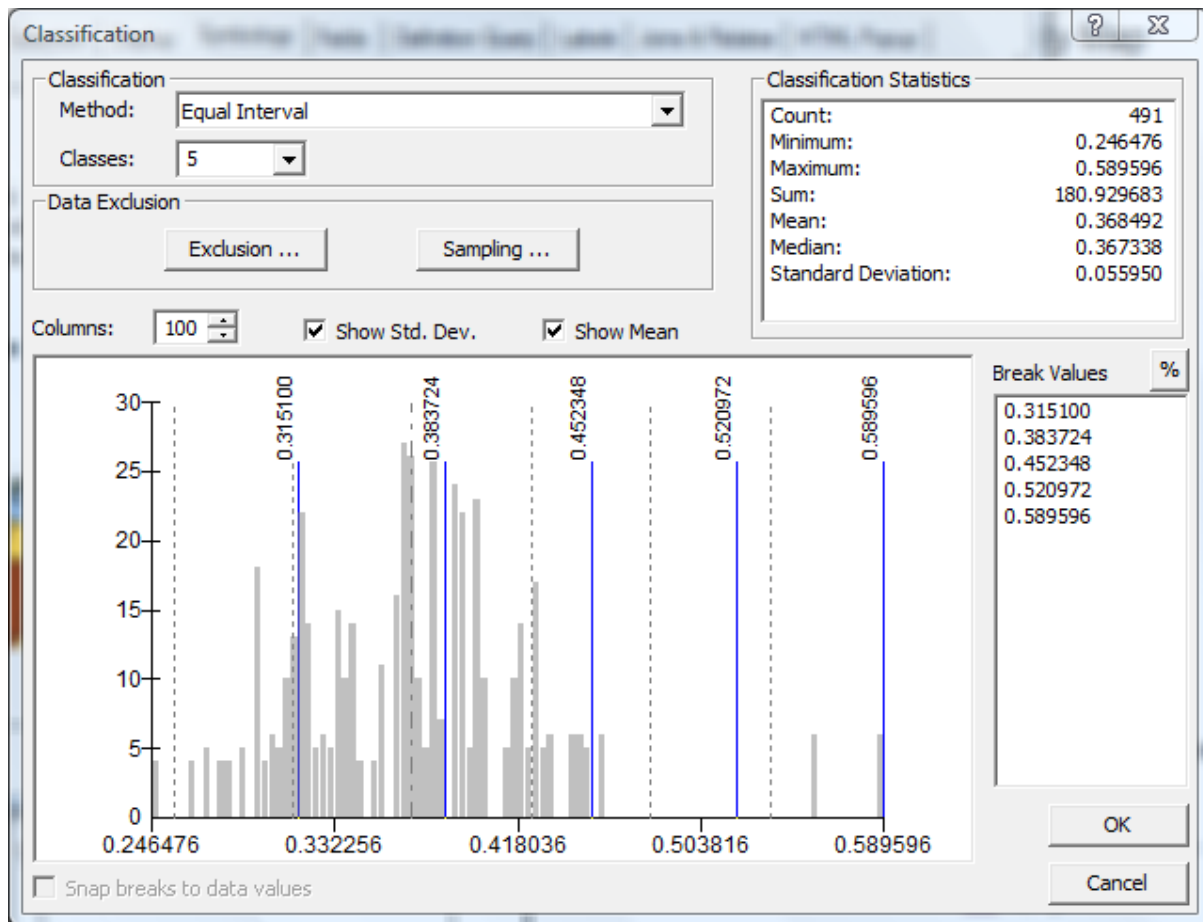 Classification
Classification
Method: Equal Interval
Classes: 5
Data Exclusion
Exclusion ...
Sampling ...
Classification Statistics
Count: 491
Minimum: 0.246476
Maximum: 0.589596
Sum: 180.929683
Mean: 0.368492
Median: 0.367338
Standard Deviation: 0.055950
Columns: 100
Show Std. Dev.
Show Mean
0.315100
0.383724
0.452348
0.520972
0.589596
30
25
20
15
10
5
0
0.246476 0.332256 0.418036 0.503816 0.589596
Break Values %
0.315100
0.383724
0.452348
0.520972
0.589596
Snap breaks to data values
OK
Cancel